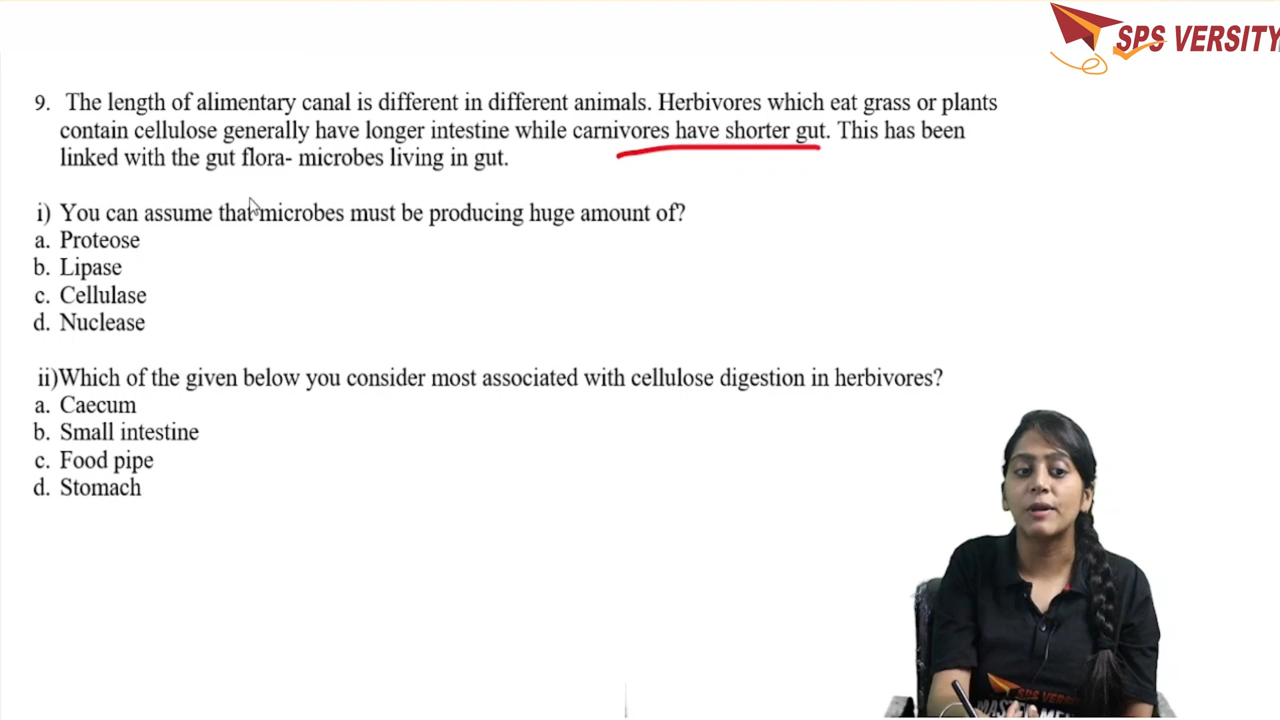 SPS VERSITY
9. The length of alimentary canal is different in different animals. Herbivores which eat grass or plants
contain cellulose generally have longer intestine while carnivores have shorter gut. This has been
linked with the gut flora- microbes living in gut.
i) You can assume that microbes must be producing huge amount of?
a. Proteose
b. Lipase
c. Cellulase
d. Nuclease
ii)Which of the given below you consider most associated with cellulose digestion in herbivores?
a. Caecum
b. Small intestine
c. Food pipe
d. Stomach
SPS VERSI